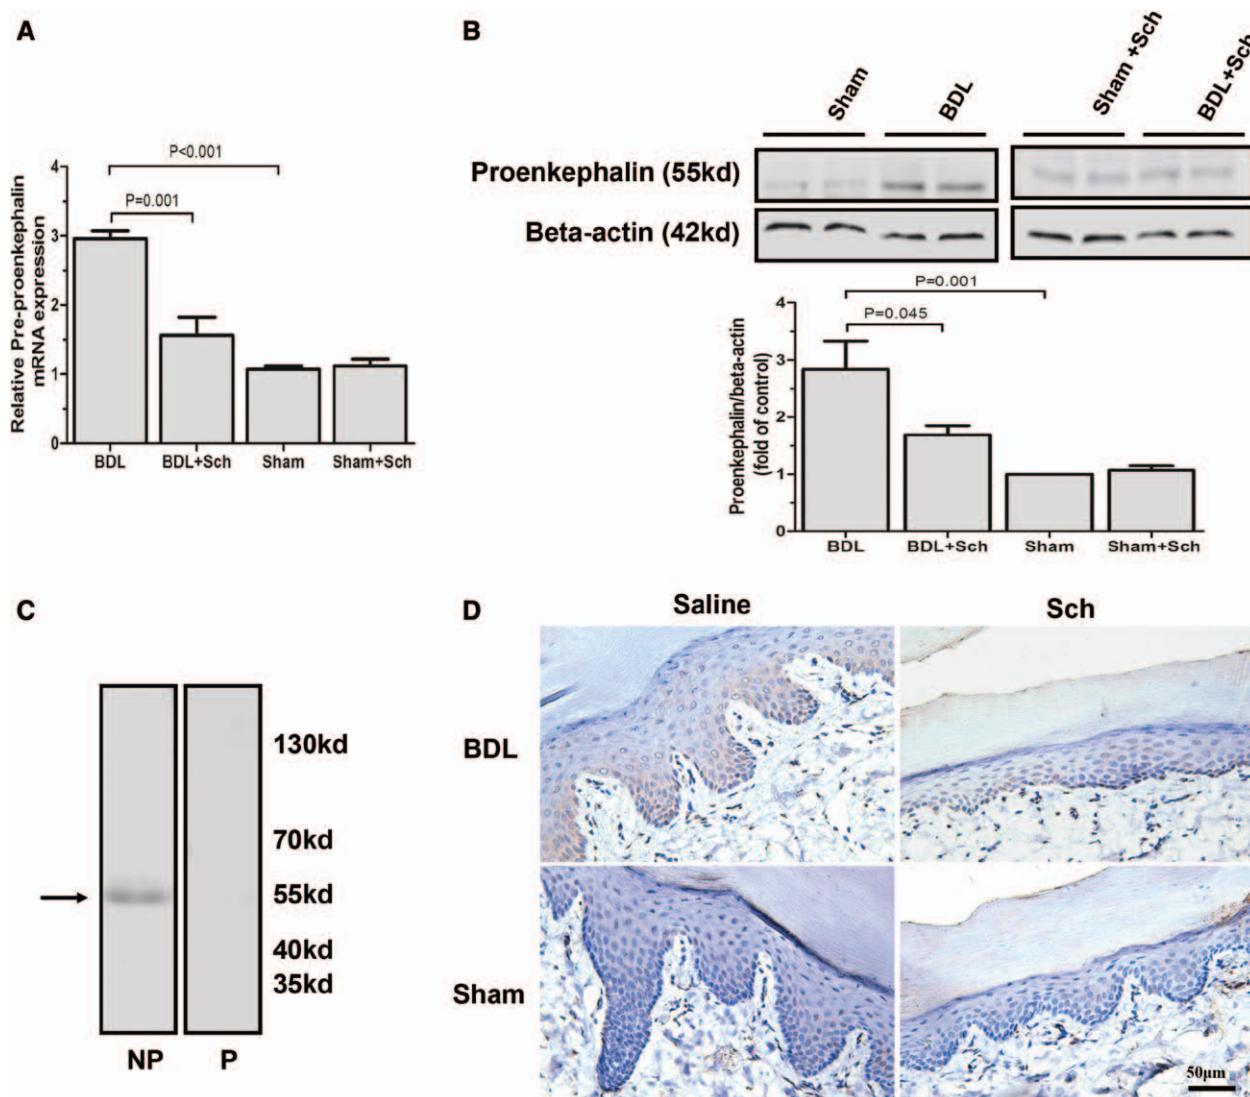 A
Relative Pre-proenkephalin
mRNA expression
4
3
2
1
0
P<0.001
P=0.001
BDL
BDL+Sch
Sham
Sham+Sch
B
Sham
BDL
Sham +Sch
BDL+Sch
Proenkephalin (55kd)
Beta-actin (42kd)
Proenkephalin/beta-actin
(fold of control)
4
3
2
1
0
P=0.001
P=0.045
BDL
BDL+Sch
Sham
Sham+Sch
C
130kd
70kd
55kd
40kd
35kd
NP
P
D
Saline
Sch
BDL
Sham
50μm